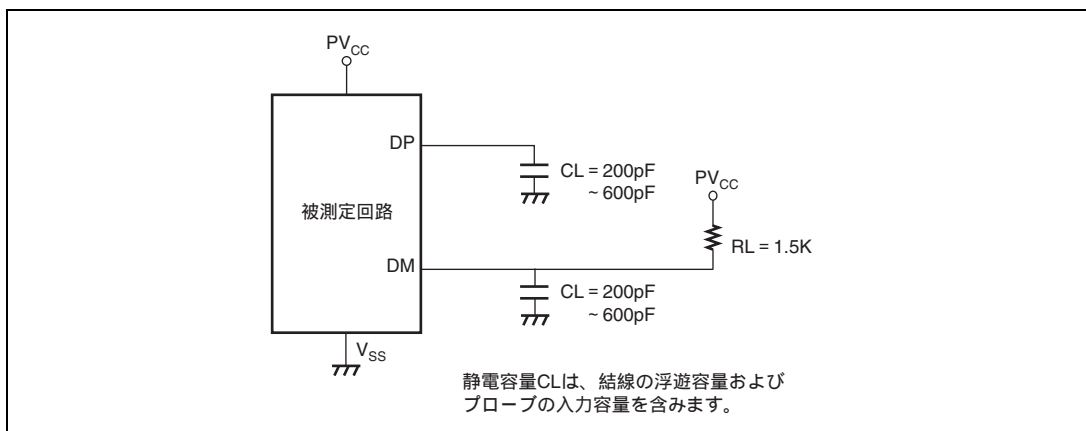 PVCC
DP
CL = 200pF
~ 600pF
PVCC
被測定回路
RL = 1.5K
DM
CL = 200pF
~ 600pF
VSS
静電容量CLは、結線の浮遊容量および
プローブの入力容量を含みます。